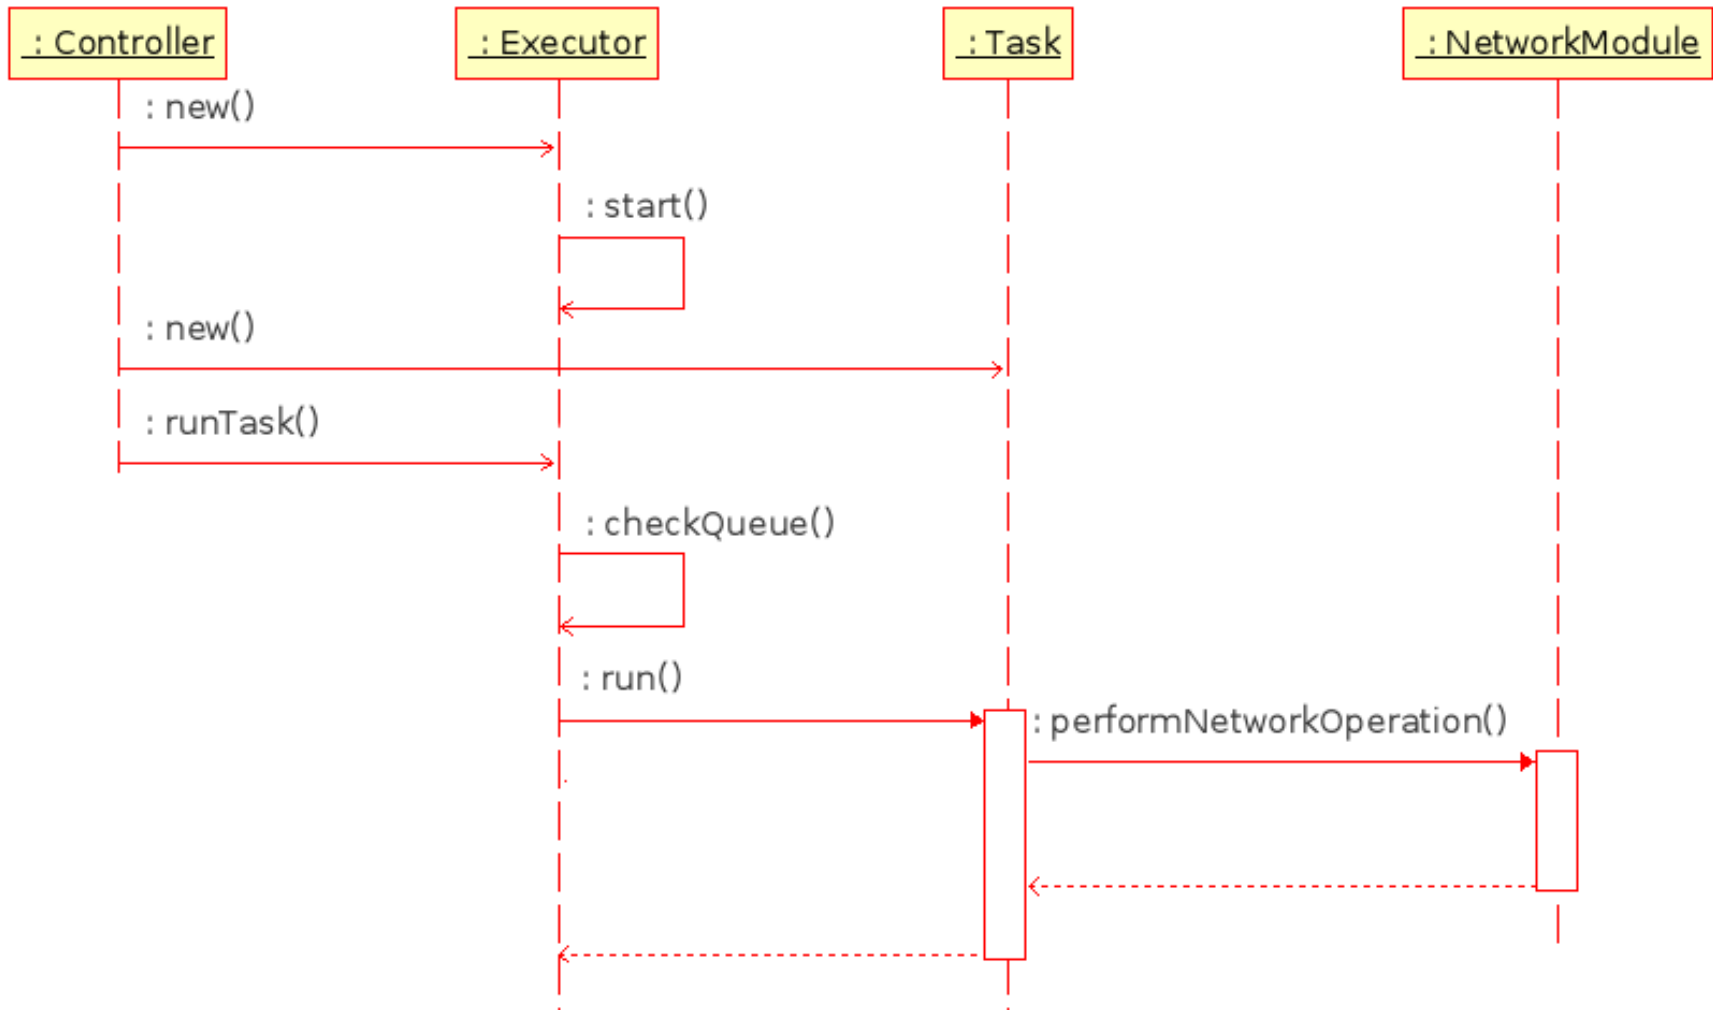 : Controller
: Executor
: Task
: NetworkModule
: new()
: start()
: new()
: runTask()
: checkQueue()
: run()
: performNetworkOperation()